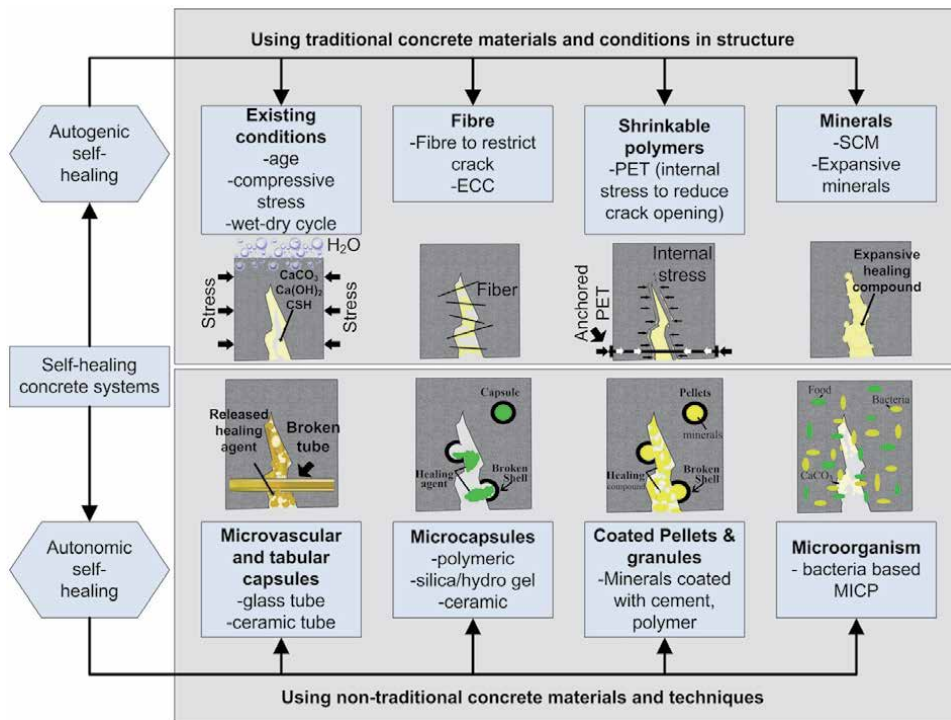 Using traditional concrete materials and conditions in structure
Autogenic
self-
healing
Existing
conditions
-age
-compressive
stress
-wet-dry cycle
Fibre
-Fibre to restrict
crack
-ECC
Shrinkable
polymers
-PET (internal
stress to reduce
crack opening)
Minerals
-SCM
-Expansive
minerals
H₂O
CaCO₃
Ca(OH)₂
CSH
Stress
Stress
Fiber
Internal
stress
Anchored
PET
Expansive
healing
compound
Self-healing
concrete systems
Released
healing
agent
Broken
tube
Capsule
Healing
agent
Broken
Shell
Pellets
minerals
Healing
compound
Broken
Shell
Food
Bacteria
CaCO₃
Autonomic
self-
healing
Microvascular
and tabular
capsules
-glass tube
-ceramic tube
Microcapsules
-polymeric
-silica/hydro gel
-ceramic
Coated Pellets &
granules
-Minerals coated
with cement,
polymer
Microorganism
- bacteria based
MICP
Using non-traditional concrete materials and techniques